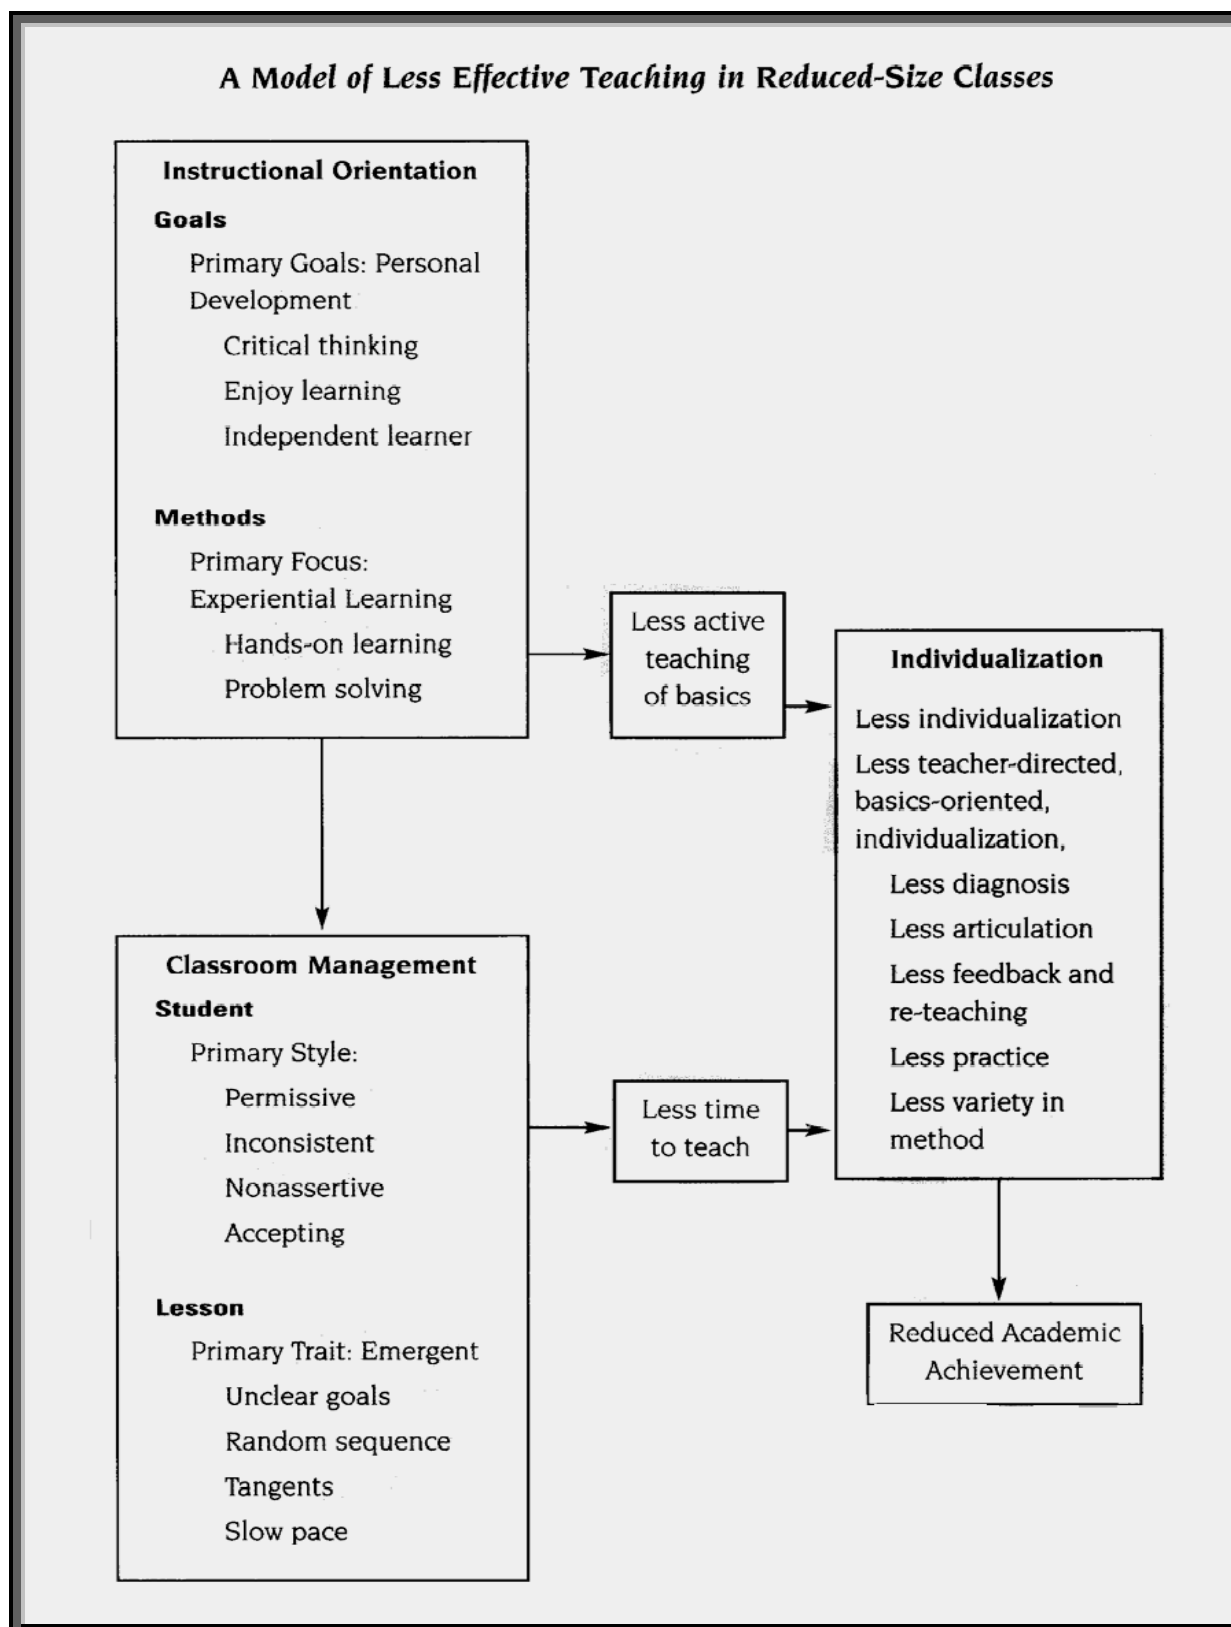 A Model of Less Effective Teaching in Reduced-Size Classes
Instructional Orientation
Goals
Primary Goals: Personal
Development
Critical thinking
Enjoy learning
Independent learner
Methods
Primary Focus:
Experiential Learning
Hands-on learning
Problem solving
Less active
teaching
of basics
Individualization
Less individualization
Less teacher-directed,
basics-oriented,
individualization,
Less diagnosis
Less articulation
Less feedback and
re-teaching
Less practice
Less variety in
method
Classroom Management
Student
Primary Style:
Permissive
Inconsistent
Nonassertive
Accepting
Lesson
Primary Trait: Emergent
Unclear goals
Random sequence
Tangents
Slow pace
Less time
to teach
Reduced Academic
Achievement